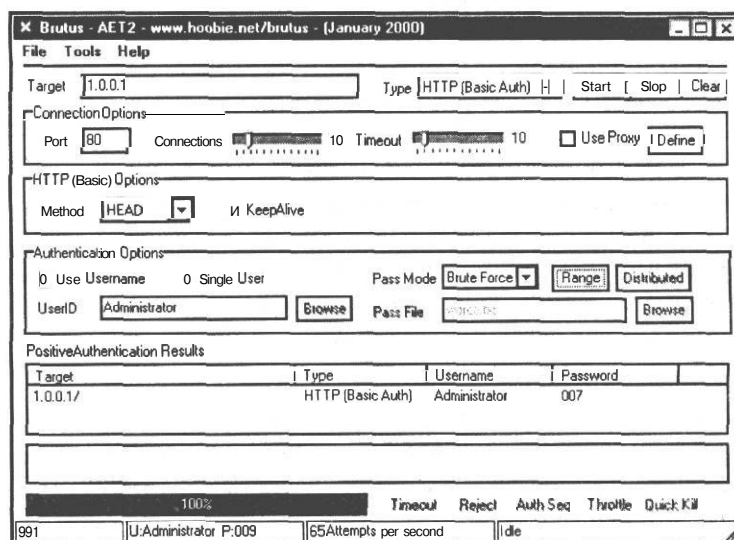 Brutus - AET2 - www.hoobie.net/brutus - (January 2000)
File Tools Help
Target 1.0.0.1 Type HTTP (Basic Auth) Start Slop Clear
Connection Options
Port 80 Connections 10 Timeout 10 Use Proxy Define
HTTP (Basic) Options
Method HEAD И KeepAlive
Authentication Options
0 Use Username 0 Single User Pass Mode Brute Force Range Distributed
UserID Administrator Browse Pass File Browse
PositiveAuthentication Results
Target Type Username Password
1.0.0.1/ HTTP (Basic Auth) Administrator 007
100% Timeout Reject Auth Seq Throttle Quick Kill
991 U:Administrator P:009 65Attempts per second Idle